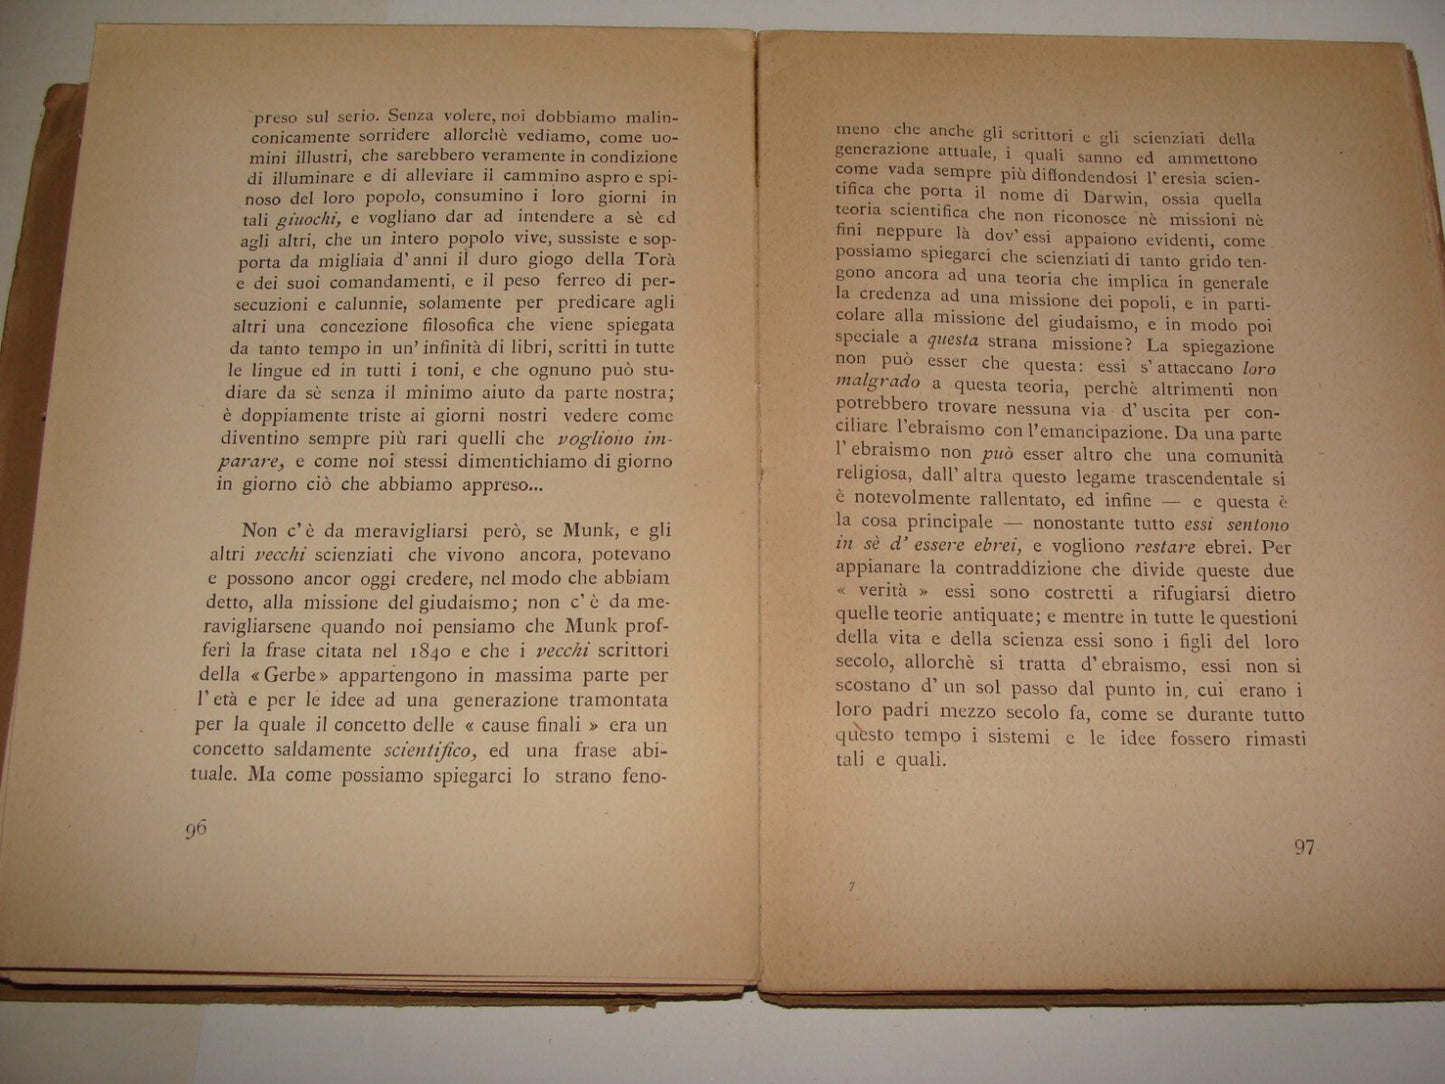 preso sul serio. Senza volere, noi dobbiamo malin-
conicamente sorridere allorchè vediamo, come uo-
mini illustri, che sarebbero veramente in condizione
di illuminare e di alleviare il cammino aspro e spi-
noso del loro popolo, consumino i loro giorni in
tali giuochi, e vogliano dar ad intendere a sè ed
agli altri, che un intero popolo vive, sussiste e sop-
porta da migliaia d'anni il duro giogo della Torà
e dei suoi comandamenti, e il peso ferreo di per-
secuzioni e calunnie, solamente per predicare agli
altri una concezione filosofica che viene spiegata
da tanto tempo in un' infinità di libri, scritti in tutte
le lingue ed in tutti i toni, e che ognuno può stu-
diare da sè senza il minimo aiuto da parte nostra;
è doppiamente triste ai giorni nostri vedere come
diventino sempre più rari quelli che vogliono im-
parare, e come noi stessi dimentichiamo di giorno
in giorno ciò che abbiamo appreso...
Non c'è da meravigliarsi però, se Munk, e gli
altri vecchi scienziati che vivono ancora, potevano
e possono ancor oggi credere, nel modo che abbiam
detto, alla missione del giudaismo; non c'è da me-
ravigliarsene quando noi pensiamo che Munk prof-
ferì la frase citata nel 1840 e che i vecchi scrittori
della « Gerbe » appartengono in massima parte per
l'età e per le idee ad una generazione tramontata
per la quale il concetto delle « cause finali » era un
concetto saldamente scientifico, ed una frase abi-
tuale. Ma come possiamo spiegarci lo strano feno-
96
meno che anche gli scrittori e gli scienziati della
generazione attuale, i quali sanno ed ammettono
come vada sempre più diffondendosi l'eresia scien-
tifica che porta il nome di Darwin, ossia quella
teoria scientifica che non riconosce nè missioni nè
fini neppure là dov'essi appaiono evidenti, come
possiamo spiegarci che scienziati di tanto grido ten-
gono ancora ad una teoria che implica in generale
la credenza ad una missione dei popoli, e in parti-
colare alla missione del giudaismo, e in modo poi
speciale a questa strana missione? La spiegazione
non può esser che questa: essi s'attaccano loro
malgrado a questa teoria, perchè altrimenti non
potrebbero trovare nessuna via d'uscita per con-
ciliare l'ebraismo con l'emancipazione. Da una parte
l'ebraismo non può esser altro che una comunità
religiosa, dall'altra questo legame trascendentale si
è notevolmente rallentato, ed infine — e questa è
la cosa principale — nonostante tutto essi sentono
in sè d'essere ebrei, e vogliono restare ebrei. Per
appianare la contraddizione che divide queste due
« verità » essi sono costretti a rifugiarsi dietro
quelle teorie antiquate; e mentre in tutte le questioni
della vita e della scienza essi sono i figli del loro
secolo, allorchè si tratta d'ebraismo, essi non si
scostano d'un sol passo dal punto in cui erano i
loro padri mezzo secolo fa, come se durante tutto
questo tempo i sistemi e le idee fossero rimasti
tali e quali.
97
7